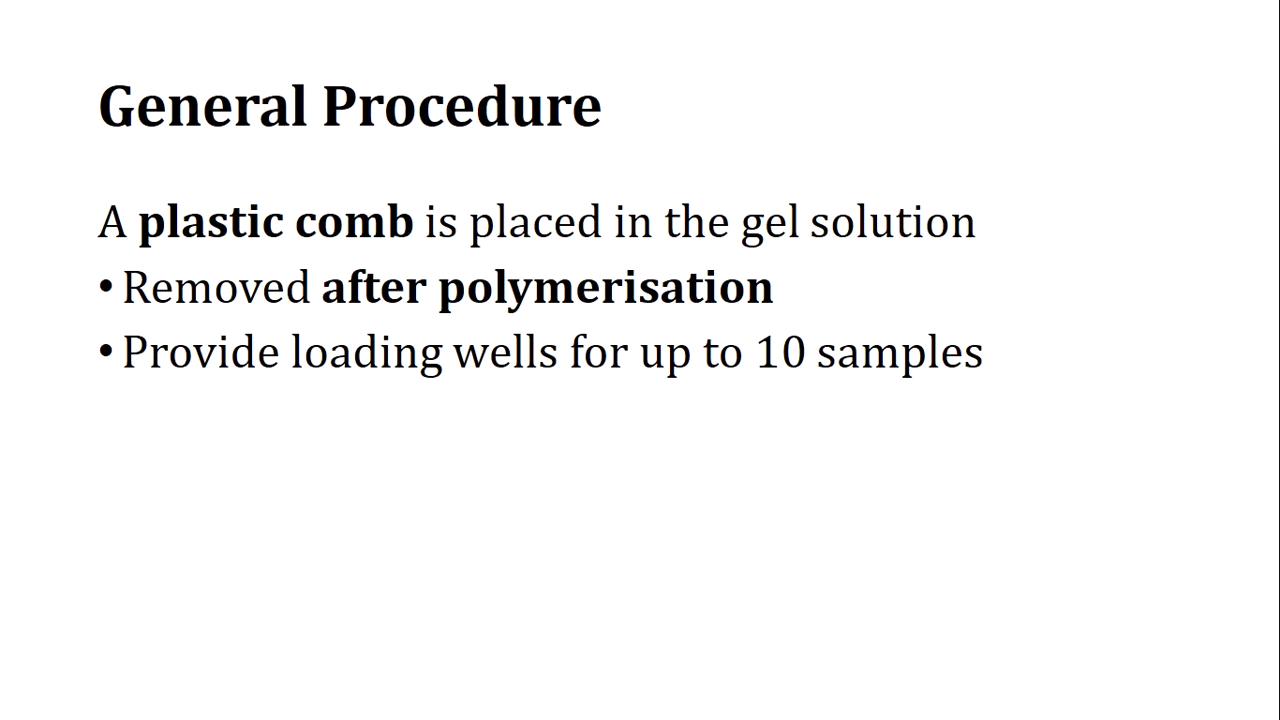 General Procedure
A plastic comb is placed in the gel solution
• Removed after polymerisation
• Provide loading wells for up to 10 samples